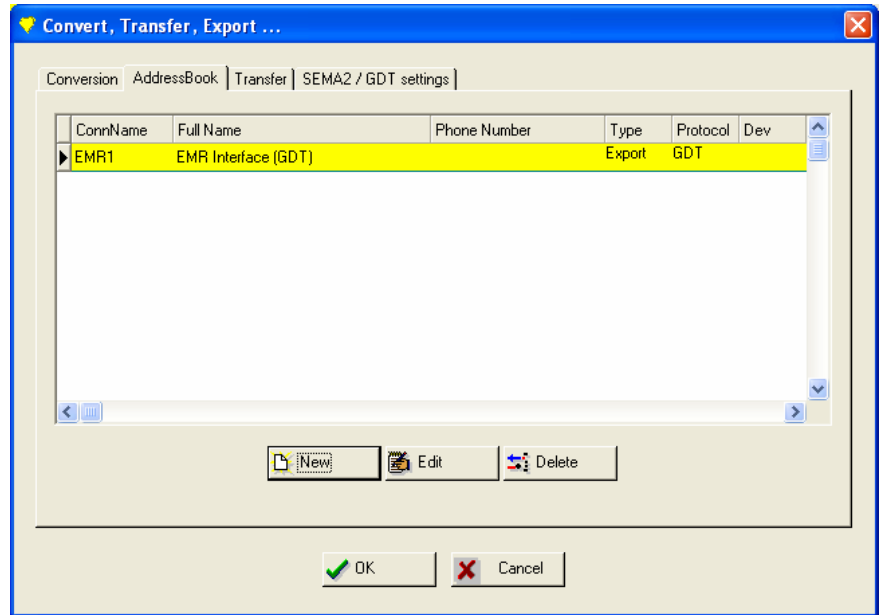 Convert, Transfer, Export ...
Conversion AddressBook Transfer SEMA2 / GDT settings
ConnName Full Name Phone Number Type Protocol Dev
EMR1 EMR Interface (GDT) Export GDT
New Edit Delete
OK Cancel